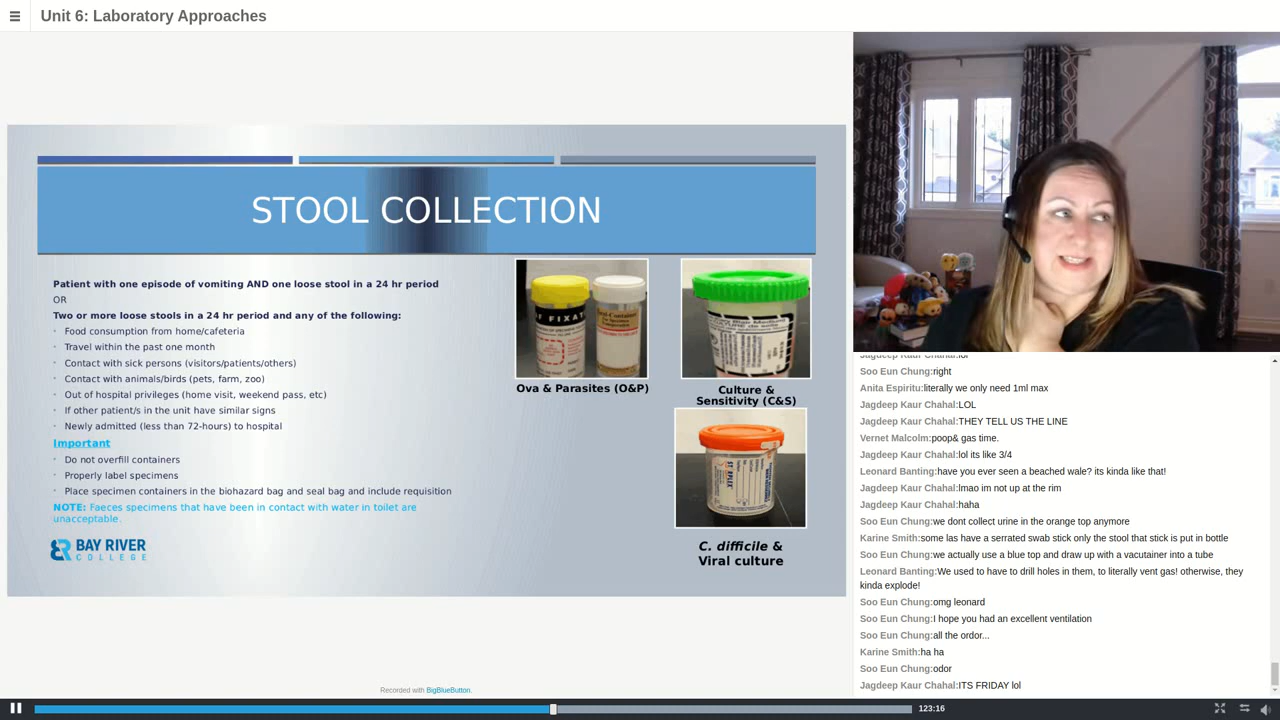 Unit 6: Laboratory Approaches
STOOL COLLECTION
Patient with one episode of vomiting AND one loose stool in a 24 hr period
OR
Two or more loose stools in a 24 hr period and any of the following:
Food consumption from home/cafeteria
Travel within the past one month
Contact with sick persons (visitors/patients/others)
Contact with animals/birds (pets, farm, zoo)
Out of hospital privileges (home visit, weekend pass, etc)
If other patient/s in the unit have similar signs
Newly admitted (less than 72-hours) to hospital
Important
Do not overfill containers
Properly label specimens
Place specimen containers in the biohazard bag and seal bag and include requisition
NOTE: Faeces specimens that have been in contact with water in toilet are
unacceptable.
BAY RIVER
COLLEGE
Ova & Parasites (O&P)
Culture &
Sensitivity (C&S)
C. difficile &
Viral culture
Jagdeep Kaur Chahal:lol
Soo Eun Chung:right
Anita Espiritu:literally we only need 1ml max
Jagdeep Kaur Chahal:LOL
Jagdeep Kaur Chahal:THEY TELL US THE LINE
Vernet Malcolm:poop& gas time.
Jagdeep Kaur Chahal:lol its like 3/4
Leonard Banting:have you ever seen a beached wale? its kinda like that!
Jagdeep Kaur Chahal:lmao im not up at the rim
Jagdeep Kaur Chahal:haha
Soo Eun Chung:we dont collect urine in the orange top anymore
Karine Smith:some las have a serrated swab stick only the stool that stick is put in bottle
Soo Eun Chung:we actually use a blue top and draw up with a vacutainer into a tube
Leonard Banting:We used to have to drill holes in them, to literally vent gas! otherwise, they
kinda explode!
Soo Eun Chung:omg leonard
Soo Eun Chung:I hope you had an excellent ventilation
Soo Eun Chung:all the ordor...
Karine Smith:ha ha
Soo Eun Chung:odor
Jagdeep Kaur Chahal:ITS FRIDAY lol
Recorded with BigBlueButton.
123:16